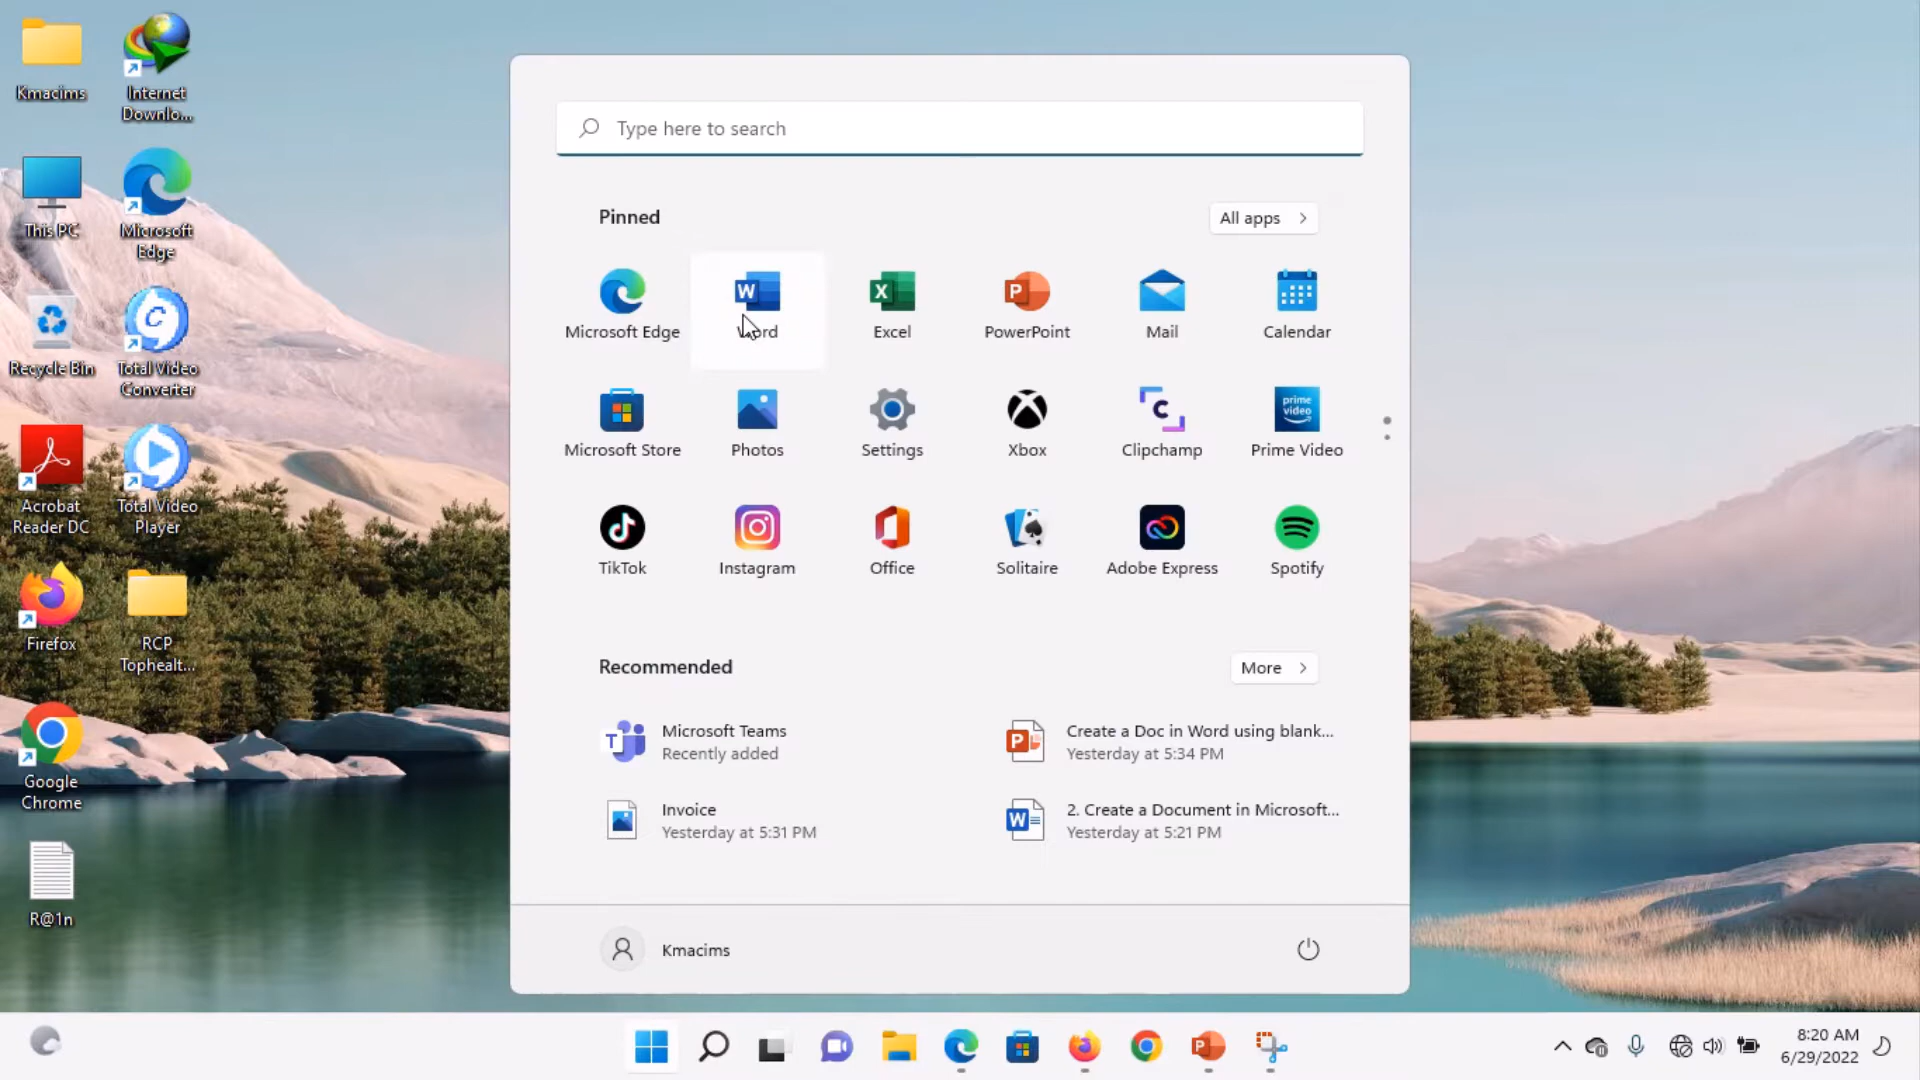 Kmacims
Internet
Downlo...
This PC
Microsoft
Edge
Recycle Bin
Total Video
Converter
Acrobat
Reader DC
Total Video
Player
Firefox
RCP
Tophealt...
Google
Chrome
R@1n
Type here to search
Pinned
All apps
Microsoft Edge
Word
Excel
PowerPoint
Mail
Calendar
Microsoft Store
Photos
Settings
Xbox
Clipchamp
prime
video
Prime Video
TikTok
Instagram
Office
Solitaire
Adobe Express
Spotify
Recommended
More
Microsoft Teams
Recently added
Create a Doc in Word using blank...
Yesterday at 5:34 PM
Invoice
Yesterday at 5:31 PM
2. Create a Document in Microsoft...
Yesterday at 5:21 PM
Kmacims
8:20 AM
6/29/2022